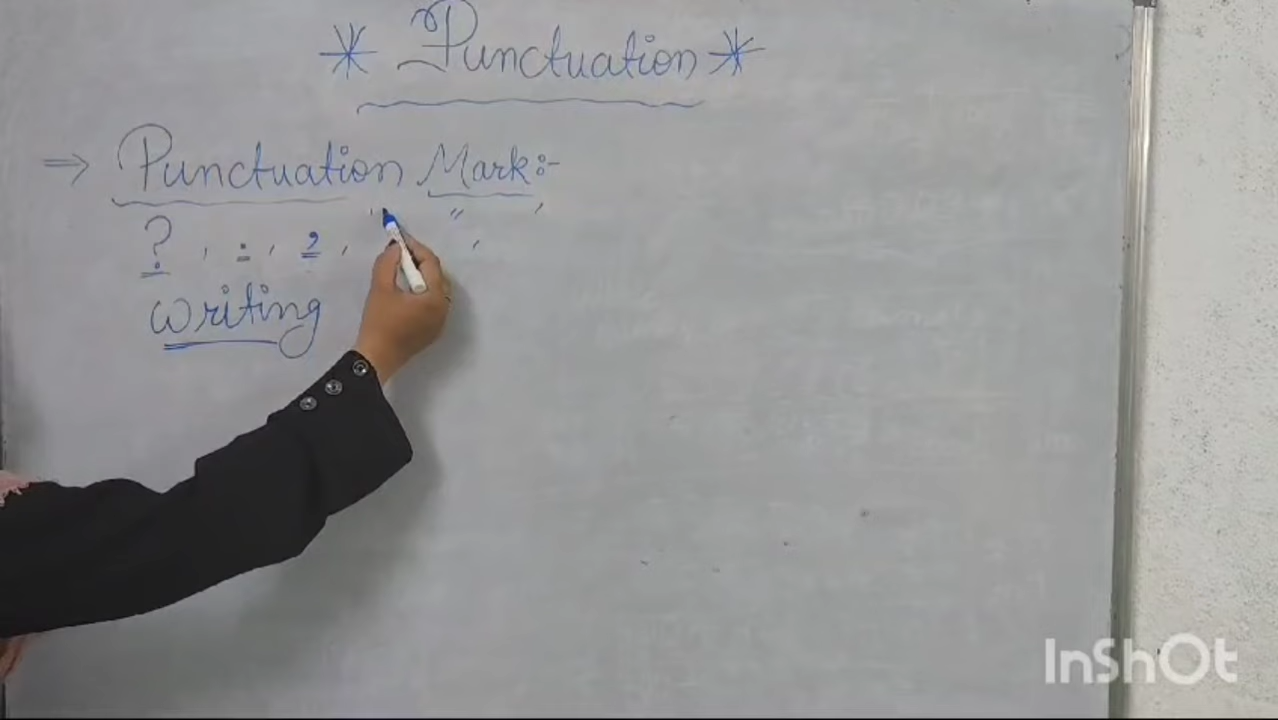 * Punctuation *
⇒ Punctuation Mark:-
? , . , , , " " ,
writing
InShOt